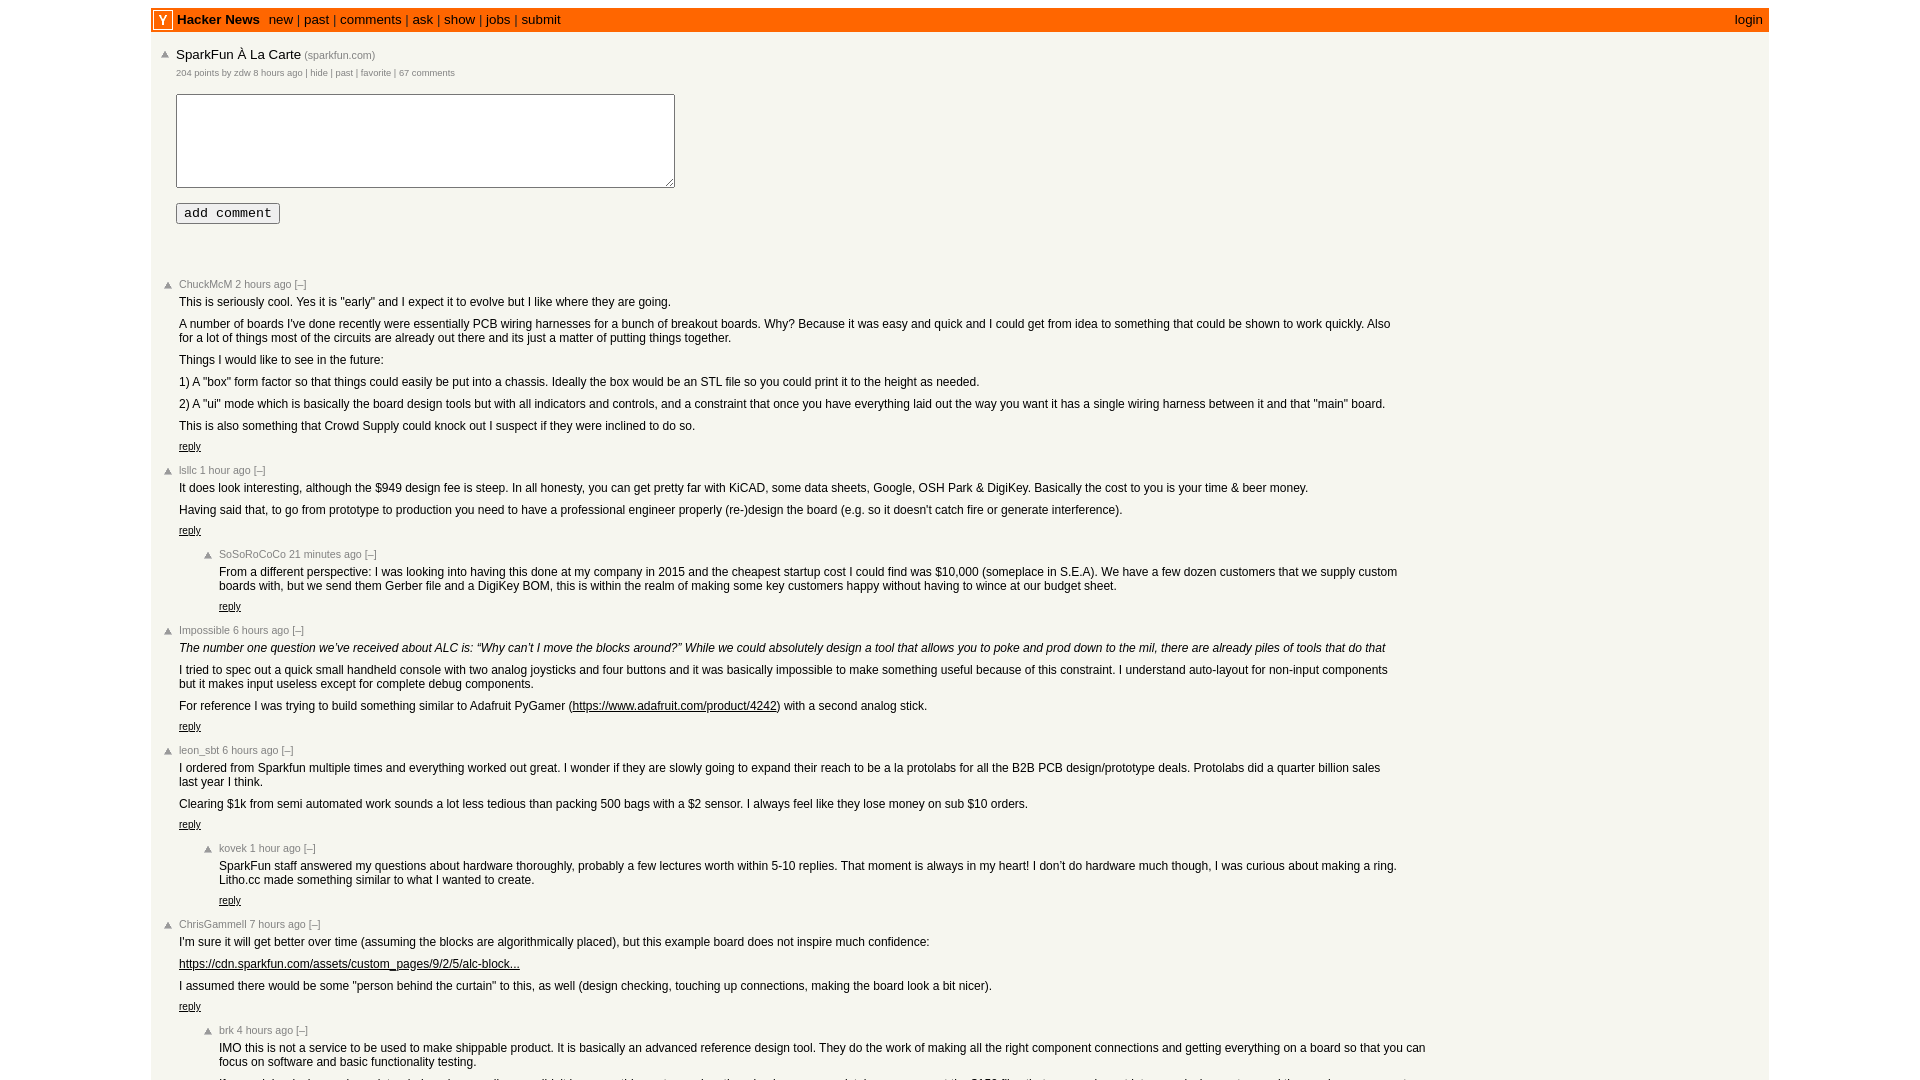 Y Hacker News new | past | comments | ask | show | jobs | submit login
SparkFun À La Carte (sparkfun.com)
204 points by zdw 8 hours ago | hide | past | favorite | 67 comments
add comment
ChuckMcM 2 hours ago [–]
This is seriously cool. Yes it is "early" and I expect it to evolve but I like where they are going.
A number of boards I've done recently were essentially PCB wiring harnesses for a bunch of breakout boards. Why? Because it was easy and quick and I could get from idea to something that could be shown to work quickly. Also
for a lot of things most of the circuits are already out there and its just a matter of putting things together.
Things I would like to see in the future:
1) A "box" form factor so that things could easily be put into a chassis. Ideally the box would be an STL file so you could print it to the height as needed.
2) A "ui" mode which is basically the board design tools but with all indicators and controls, and a constraint that once you have everything laid out the way you want it has a single wiring harness between it and that "main" board.
This is also something that Crowd Supply could knock out I suspect if they were inclined to do so.
reply
lsllc 1 hour ago [–]
It does look interesting, although the $949 design fee is steep. In all honesty, you can get pretty far with KiCAD, some data sheets, Google, OSH Park & DigiKey. Basically the cost to you is your time & beer money.
Having said that, to go from prototype to production you need to have a professional engineer properly (re-)design the board (e.g. so it doesn't catch fire or generate interference).
reply
SoSoRoCoCo 21 minutes ago [–]
From a different perspective: I was looking into having this done at my company in 2015 and the cheapest startup cost I could find was $10,000 (someplace in S.E.A). We have a few dozen customers that we supply custom
boards with, but we send them Gerber file and a DigiKey BOM, this is within the realm of making some key customers happy without having to wince at our budget sheet.
reply
Impossible 6 hours ago [–]
The number one question we’ve received about ALC is: “Why can’t I move the blocks around?” While we could absolutely design a tool that allows you to poke and prod down to the mil, there are already piles of tools that do that
I tried to spec out a quick small handheld console with two analog joysticks and four buttons and it was basically impossible to make something useful because of this constraint. I understand auto-layout for non-input components
but it makes input useless except for complete debug components.
For reference I was trying to build something similar to Adafruit PyGamer (https://www.adafruit.com/product/4242) with a second analog stick.
reply
leon_sbt 6 hours ago [–]
I ordered from Sparkfun multiple times and everything worked out great. I wonder if they are slowly going to expand their reach to be a la protolabs for all the B2B PCB design/prototype deals. Protolabs did a quarter billion sales
last year I think.
Clearing $1k from semi automated work sounds a lot less tedious than packing 500 bags with a $2 sensor. I always feel like they lose money on sub $10 orders.
reply
kovek 1 hour ago [–]
SparkFun staff answered my questions about hardware thoroughly, probably a few lectures worth within 5-10 replies. That moment is always in my heart! I don’t do hardware much though, I was curious about making a ring.
Litho.cc made something similar to what I wanted to create.
reply
ChrisGammell 7 hours ago [–]
I'm sure it will get better over time (assuming the blocks are algorithmically placed), but this example board does not inspire much confidence:
https://cdn.sparkfun.com/assets/custom_pages/9/2/5/alc-block...
I assumed there would be some "person behind the curtain" to this, as well (design checking, touching up connections, making the board look a bit nicer).
reply
brk 4 hours ago [–]
IMO this is not a service to be used to make shippable product. It is basically an advanced reference design tool. They do the work of making all the right component connections and getting everything on a board so that you can
focus on software and basic functionality testing.